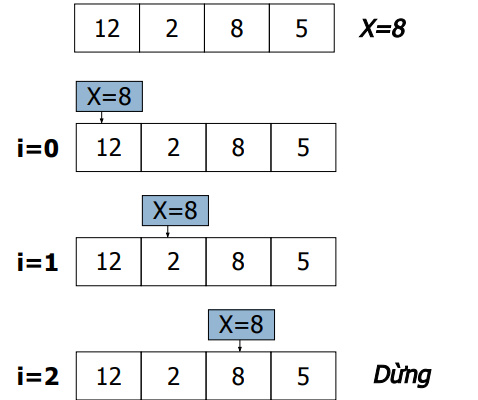 12 2 8 5 X=8
X=8
i=0 12 2 8 5
X=8
i=1 12 2 8 5
X=8
i=2 12 2 8 5 Dừng